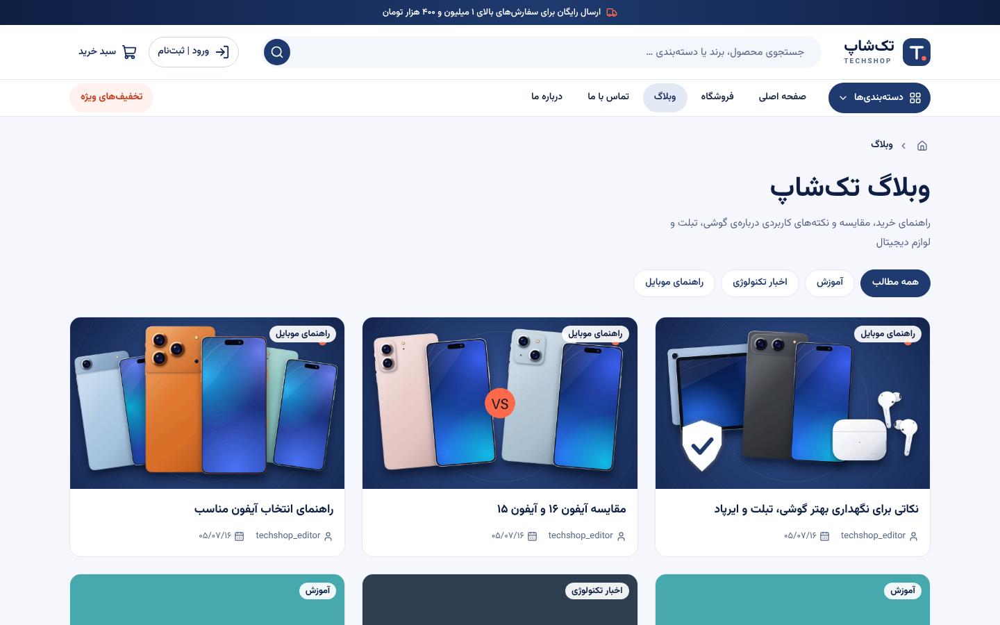 ارسال رایگان برای سفارش‌های بالای ۱ میلیون و ۴۰۰ هزار تومان
تک‌شاپ
TECHSHOP
T.
جستجوی محصول، برند یا دسته‌بندی ...
ورود | ثبت‌نام
سبد خرید
دسته‌بندی‌ها
صفحه اصلی
فروشگاه
وبلاگ
تماس با ما
درباره ما
تخفیف‌های ویژه
وبلاگ
وبلاگ تک‌شاپ
راهنمای خرید، مقایسه و نکته‌های کاربردی درباره‌ی گوشی، تبلت و
لوازم دیجیتال
همه مطالب
آموزش
اخبار تکنولوژی
راهنمای موبایل
راهنمای موبایل
نکاتی برای نگهداری بهتر گوشی، تبلت و ایرپاد
techshop_editor
۰۵/۰۷/۱۶
راهنمای موبایل
VS
مقایسه آیفون ۱۶ و آیفون ۱۵
techshop_editor
۰۵/۰۷/۱۶
راهنمای موبایل
راهنمای انتخاب آیفون مناسب
techshop_editor
۰۵/۰۷/۱۶
آموزش
اخبار تکنولوژی
آموزش